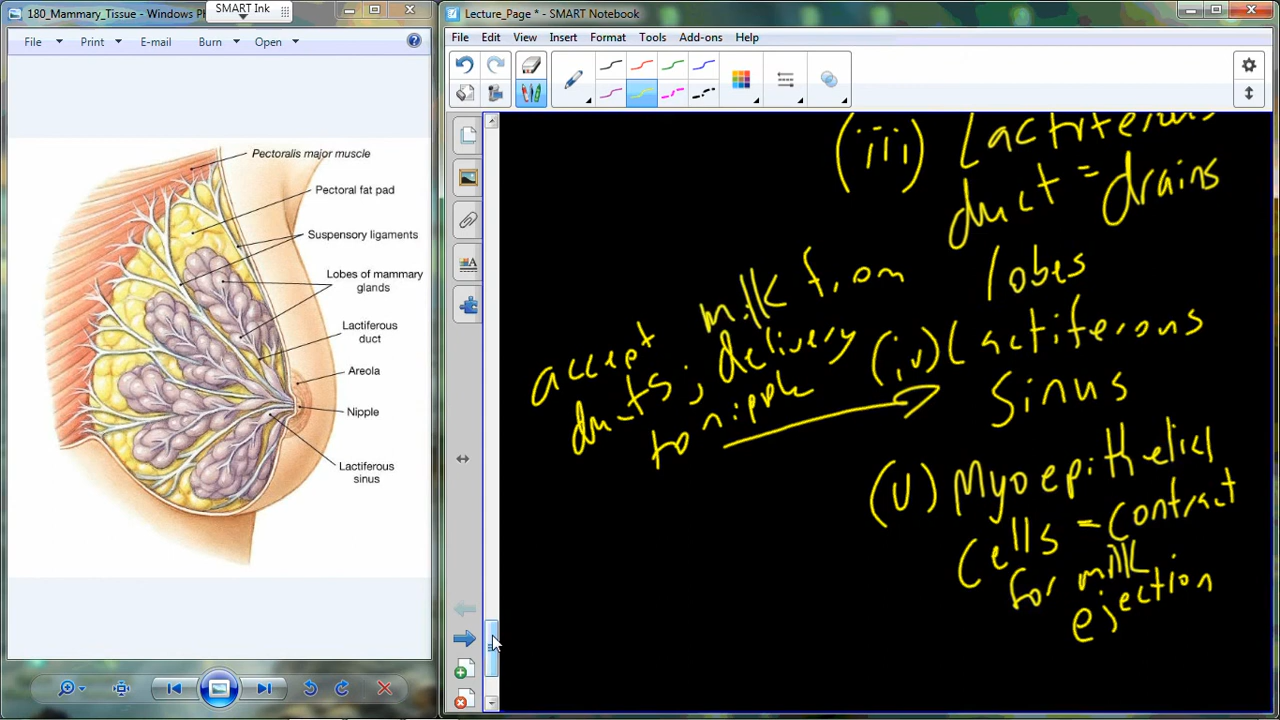 180_Mammary_Tissue - Windows Ph
SMART Ink
File Print E-mail Burn Open
Pectoralis major muscle
Pectoral fat pad
Suspensory ligaments
Lobes of mammary
glands
Lactiferous
duct
Areola
Nipple
Lactiferous
sinus
Lecture_Page * - SMART Notebook
File Edit View Insert Format Tools Add-ons Help
(iii) Lactiferous
duct = drains
lobes
accept milk from
ducts; delivery
to nipple
(iv) Lactiferous
Sinus
(V) Myoepithelial
Cells = contract
for milk
ejection